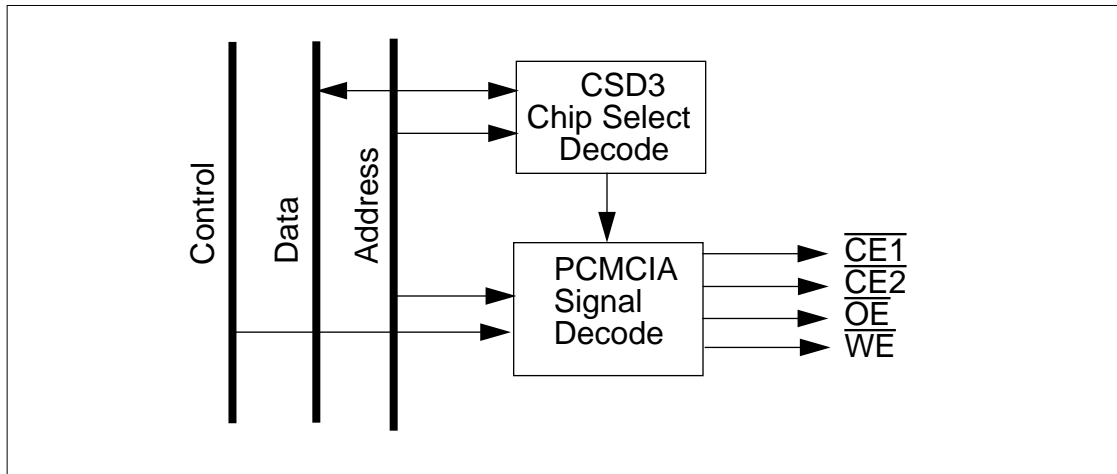 Control
Data
Address
CSD3
Chip Select
Decode
PCMCIA
Signal
Decode
CE1
CE2
OE
WE